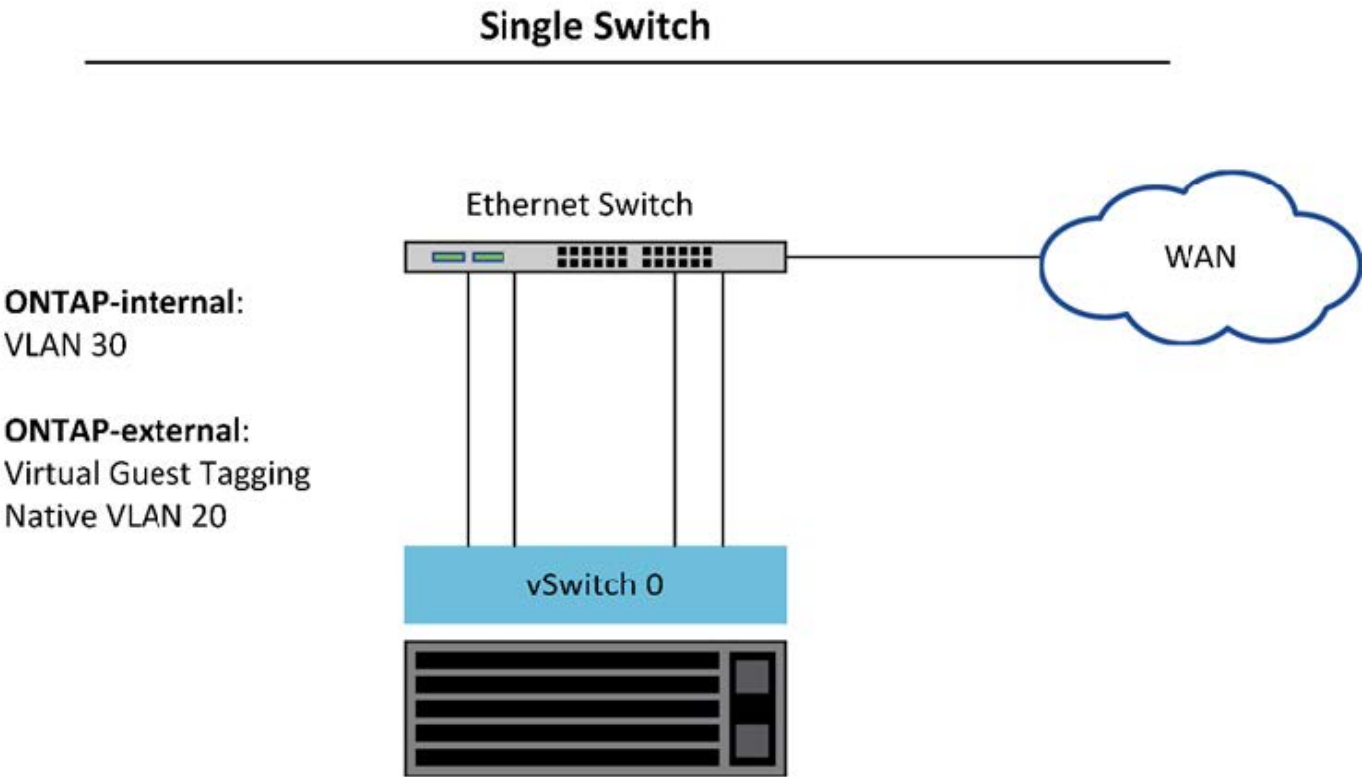 Single Switch
Ethernet Switch
WAN
ONTAP-internal:
VLAN 30
ONTAP-external:
Virtual Guest Tagging
Native VLAN 20
vSwitch 0